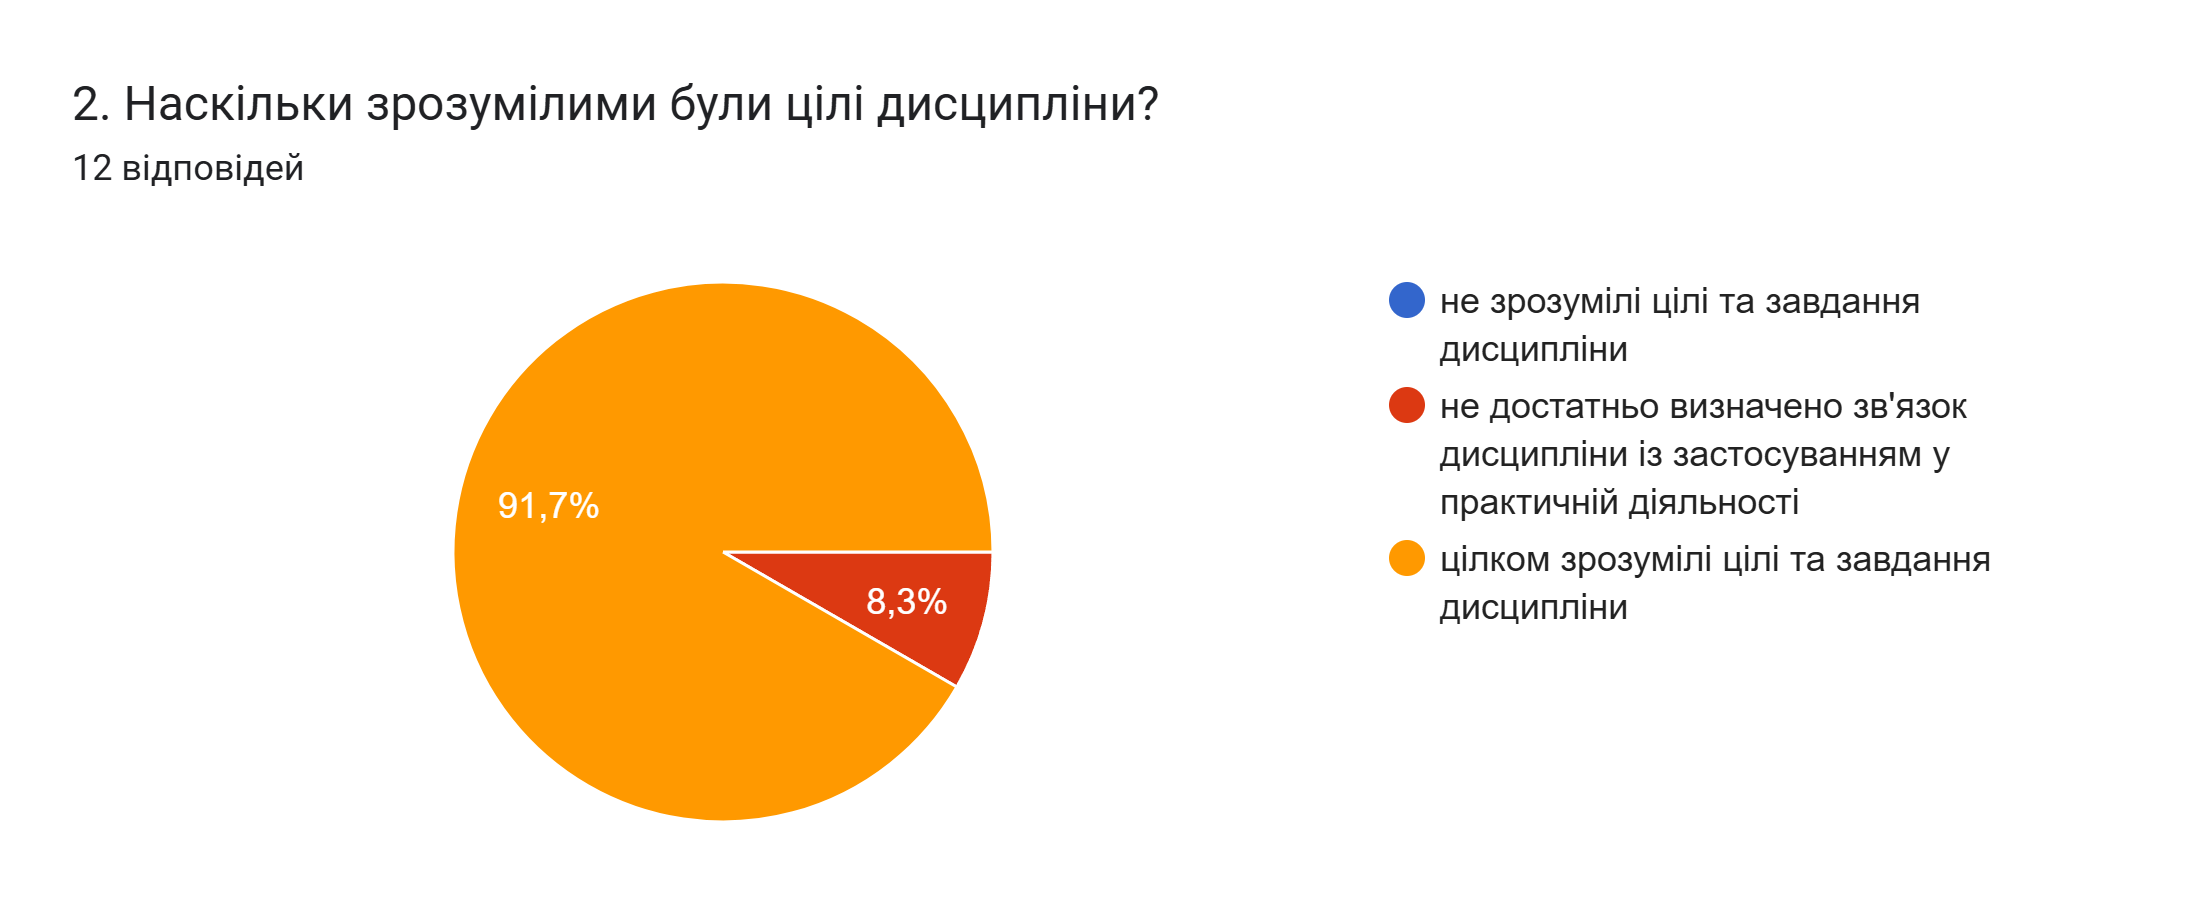 2. Наскільки зрозумілими були цілі дисципліни?
12 відповідей
91,7%
8,3%
не зрозумілі цілі та завдання
дисципліни
не достатньо визначено зв'язок
дисципліни із застосуванням у
практичній діяльності
цілком зрозумілі цілі та завдання
дисципліни